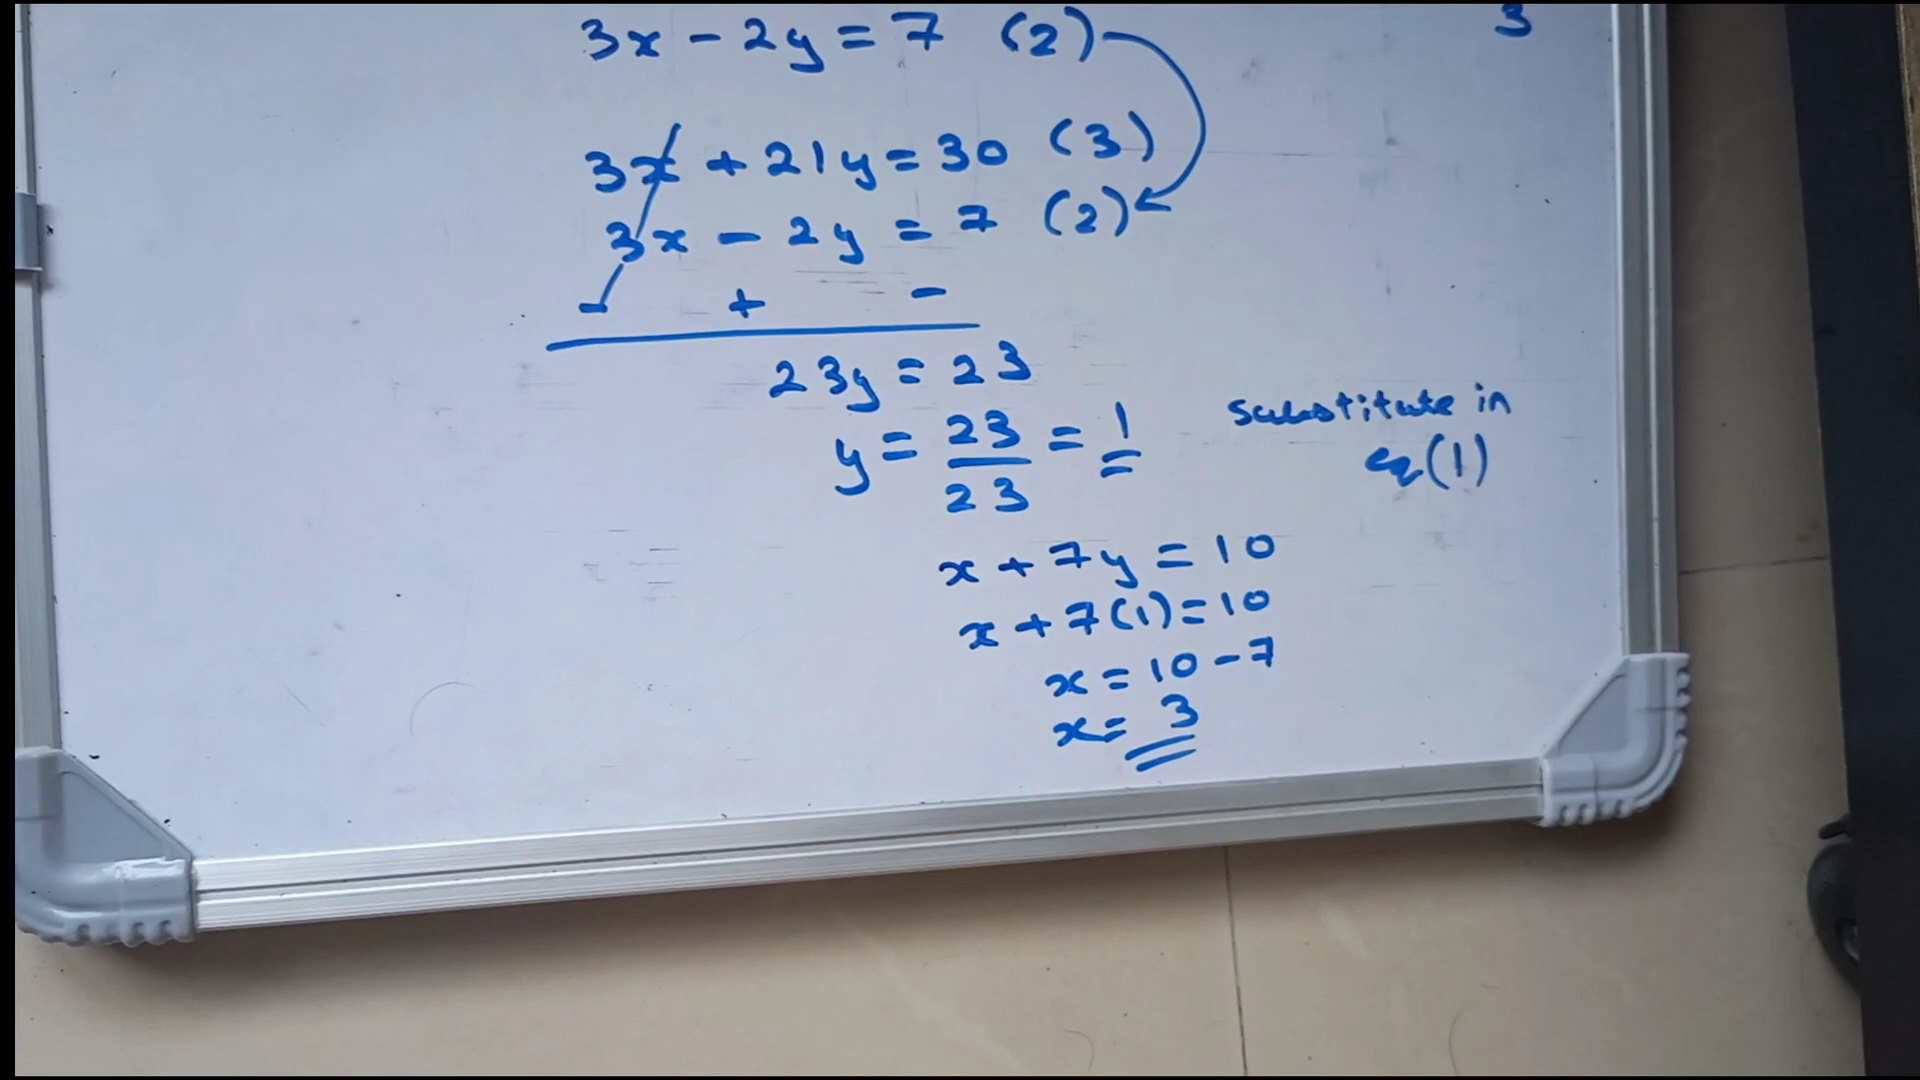 3x - 2y = 7 (2)
3
3x + 21y = 30 (3)
3x - 2y = 7 (2)
- + -
23y = 23
y = 23/23 = 1
substitute in
eq(1)
x + 7y = 10
x + 7(1) = 10
x = 10 - 7
x = 3